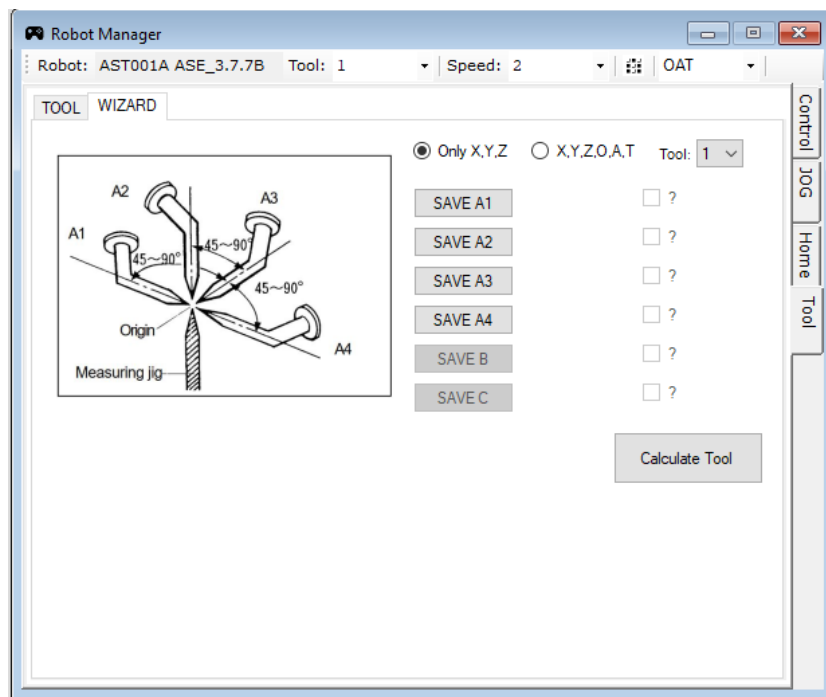 Robot Manager
Robot: AST001A ASE_3.7.7B Tool: 1 Speed: 2 OAT
TOOL WIZARD
Control
JOG
Home
Tool
Only X,Y,Z X,Y,Z,O,A,T Tool: 1
A1
A2
A3
45~90°
45~90°
45~90°
Origin
A4
Measuring jig
SAVE A1 ?
SAVE A2 ?
SAVE A3 ?
SAVE A4 ?
SAVE B ?
SAVE C ?
Calculate Tool